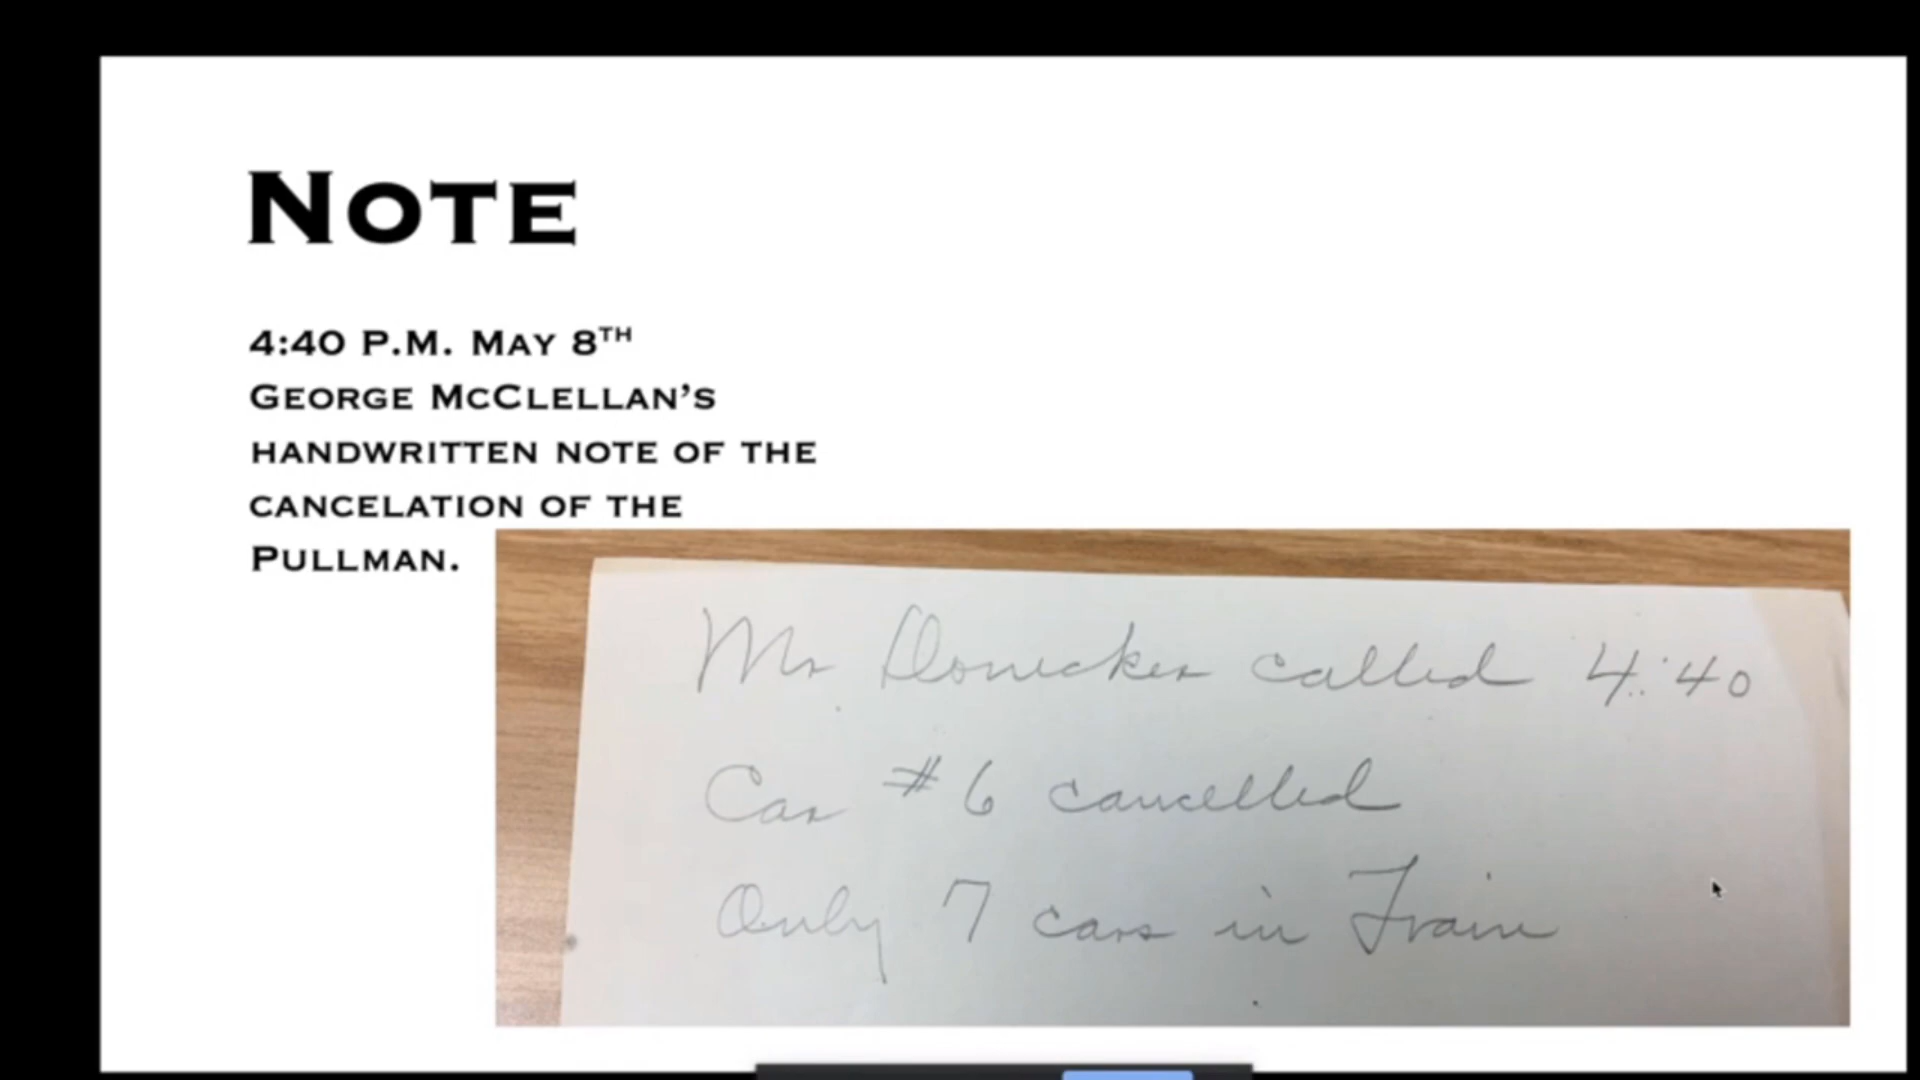 NOTE
4:40 P.M. MAY 8TH
GEORGE MCCLELLAN'S
HANDWRITTEN NOTE OF THE
CANCELATION OF THE
PULLMAN.
Mr Donecker called 4:40
Car #6 cancelled
Only 7 cars in Train